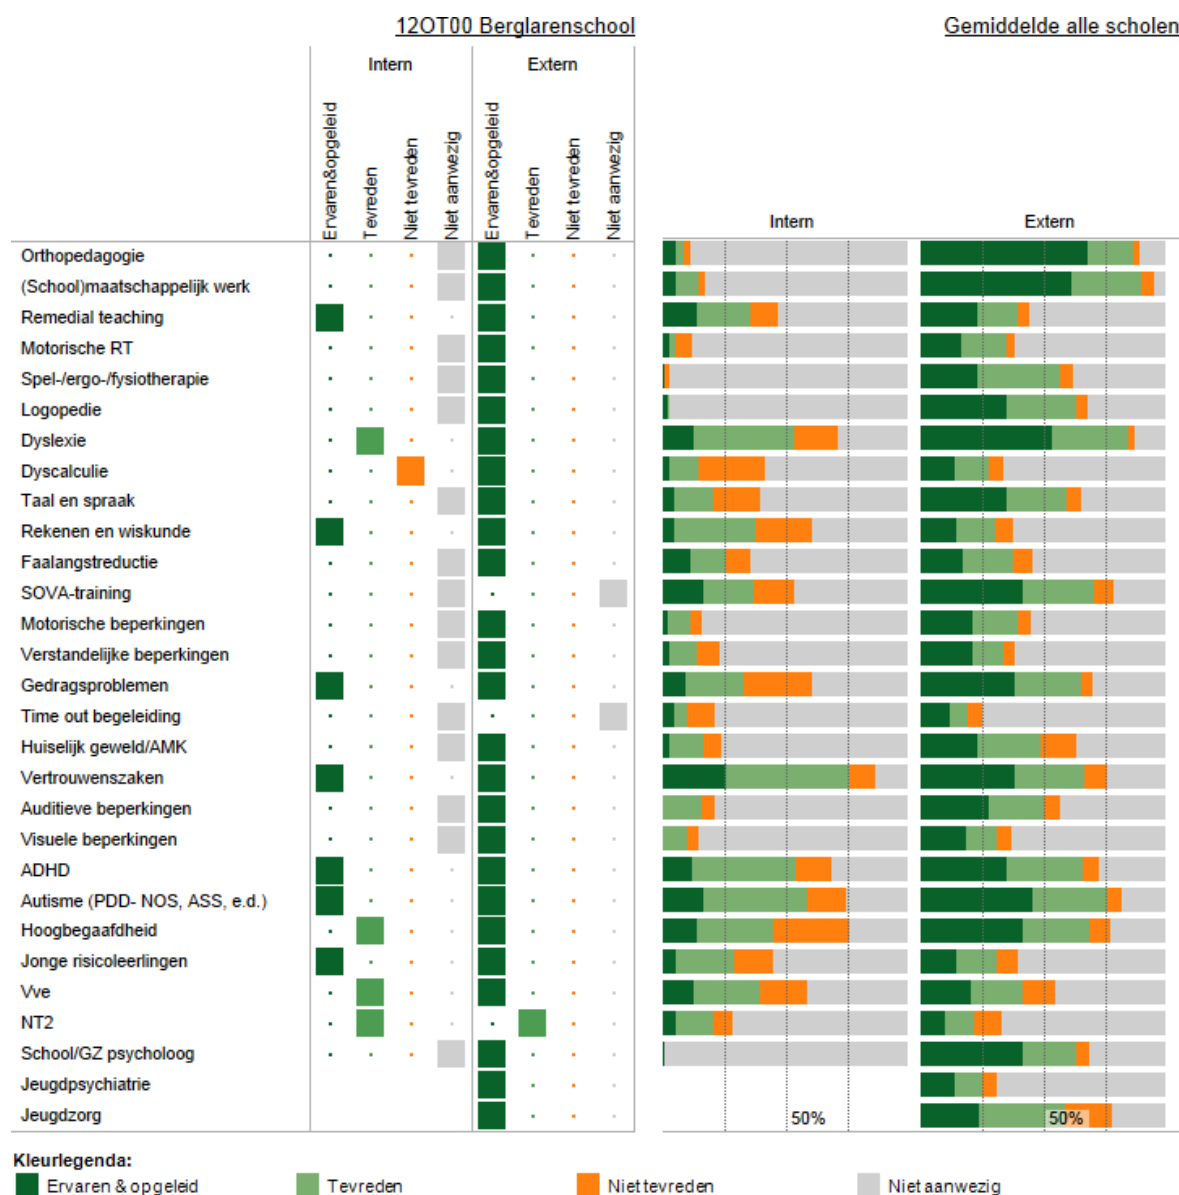 12OT00 Berglarenschool
Gemiddelde alle scholen
Intern
Extern
Ervaren&opgeleid
Tevreden
Niet tevreden
Niet aanwezig
Ervaren&opgeleid
Tevreden
Niet tevreden
Niet aanwezig
Intern
Extern
Orthopedagogie
(School)maatschappelijk werk
Remedial teaching
Motorische RT
Spel-/ergo-/fysiotherapie
Logopedie
Dyslexie
Dyscalculie
Taal en spraak
Rekenen en wiskunde
Faalangstreductie
SOVA-training
Motorische beperkingen
Verstandelijke beperkingen
Gedragsproblemen
Time out begeleiding
Huiselijk geweld/AMK
Vertrouwenszaken
Auditieve beperkingen
Visuele beperkingen
ADHD
Autisme (PDD- NOS, ASS, e.d.)
Hoogbegaafdheid
Jonge risicoleerlingen
Vve
NT2
School/GZ psycholoog
Jeugdpsychiatrie
Jeugdzorg
50%
50%
Kleurlegenda:
Ervaren & opgeleid
Tevreden
Niet tevreden
Niet aanwezig